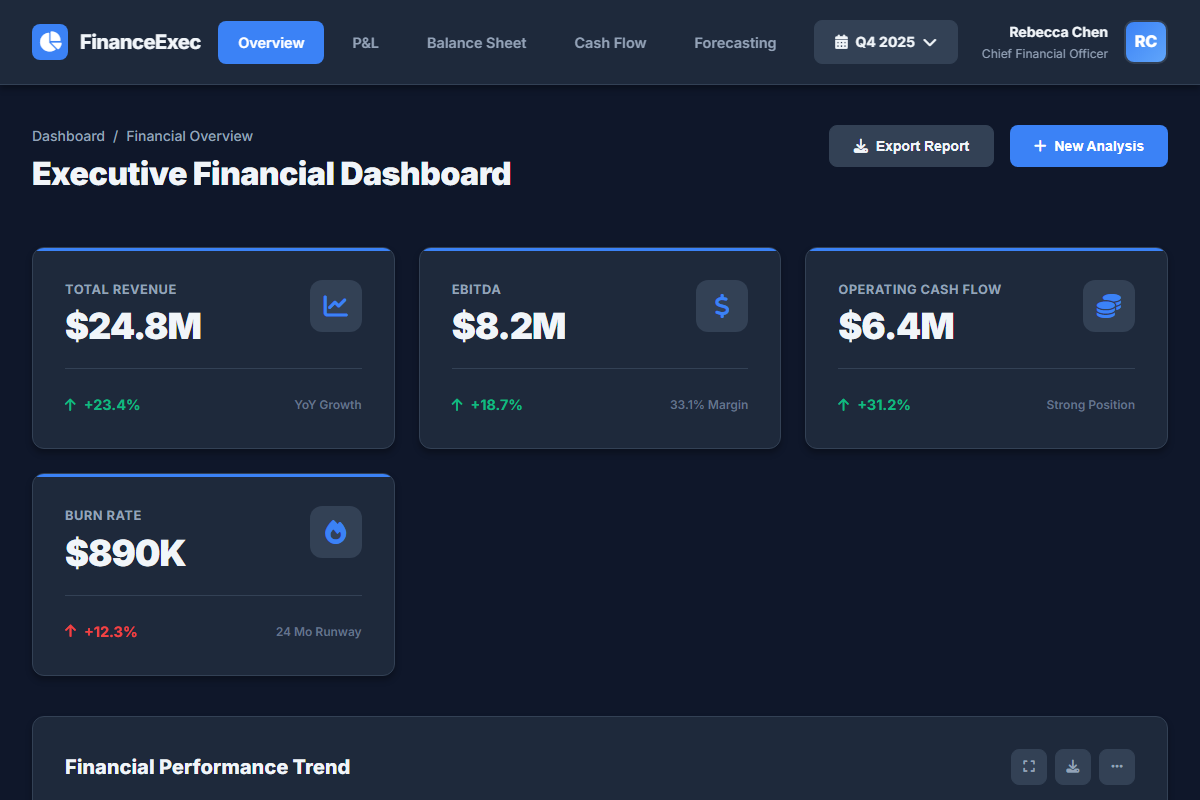 FinanceExec
Overview
P&L
Balance Sheet
Cash Flow
Forecasting
Q4 2025
Rebecca Chen
Chief Financial Officer
RC
Dashboard / Financial Overview
Executive Financial Dashboard
Export Report
New Analysis
TOTAL REVENUE
$24.8M
+23.4%
YoY Growth
EBITDA
$8.2M
+18.7%
33.1% Margin
OPERATING CASH FLOW
$6.4M
+31.2%
Strong Position
BURN RATE
$890K
+12.3%
24 Mo Runway
Financial Performance Trend